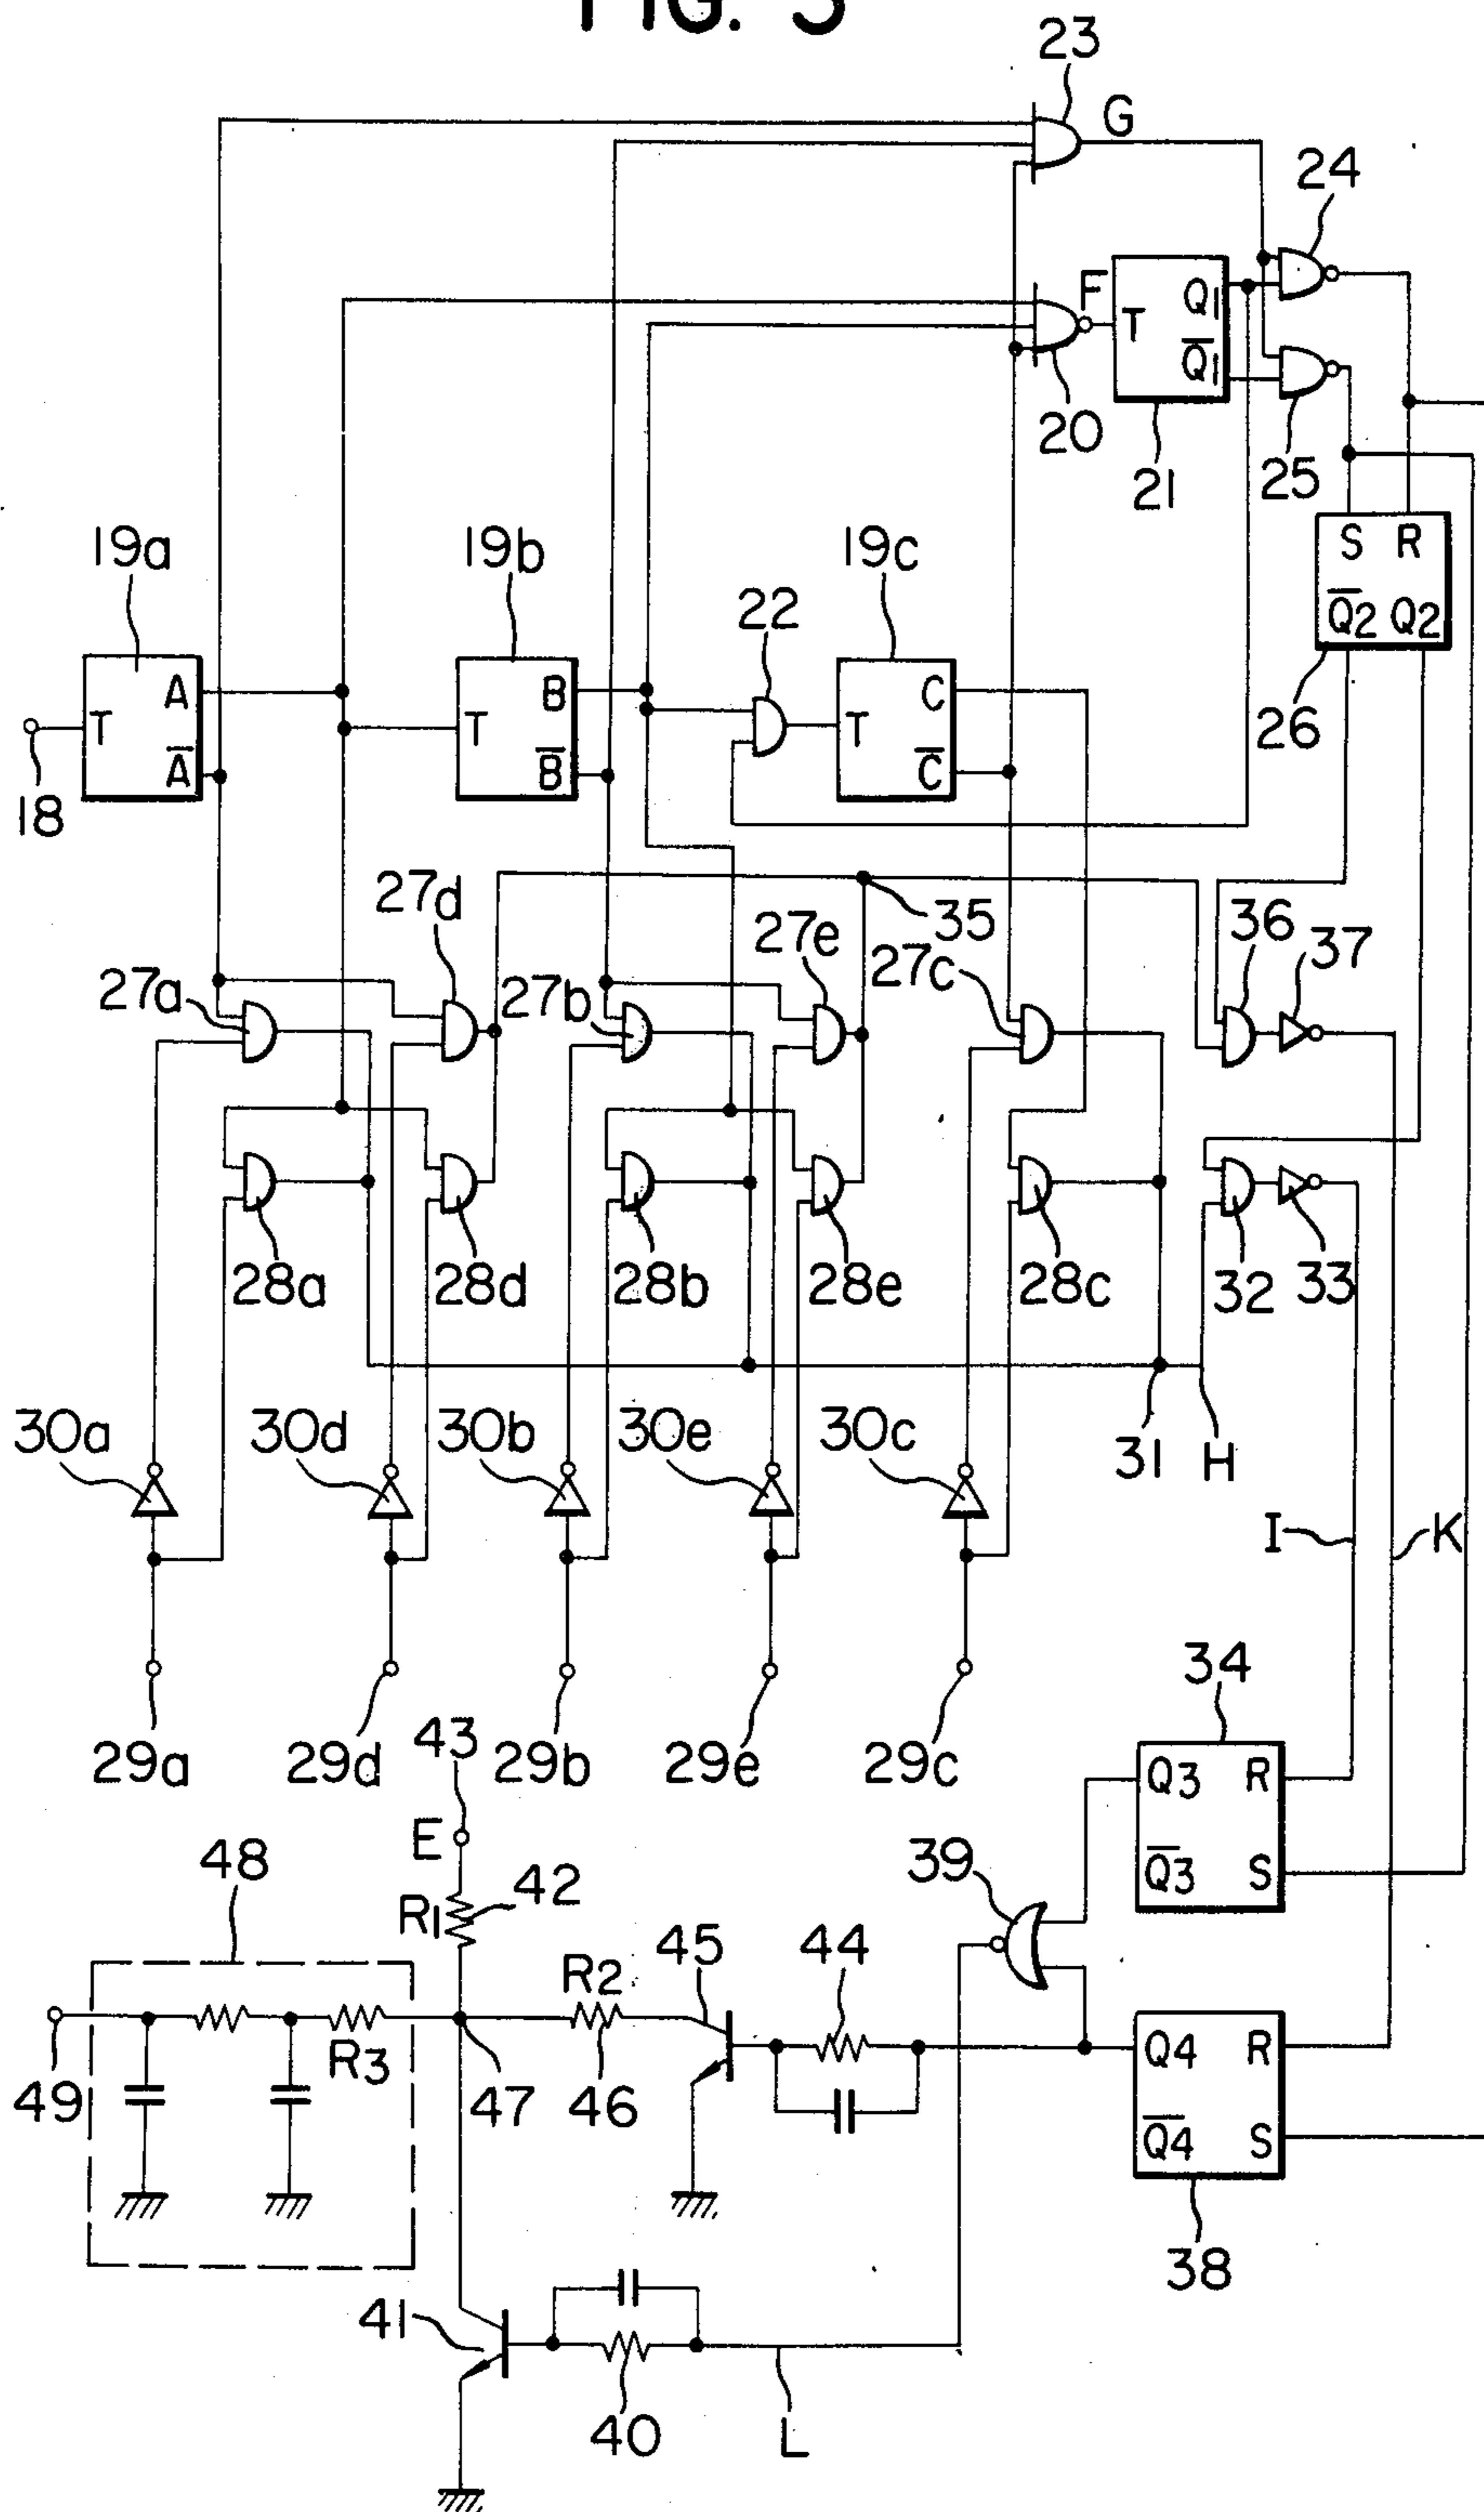 FIG. 5
23
G
24
F
T
Q1
Q̅1
20
21
25
S R
Q̅2 Q2
26
19a
19b
19c
22
T
A
A̅
18
T
B
B̅
T
C
C̅
27d
27e
35
36
37
27a
27b
27c
28a
28d
28b
28e
28c
32
33
30a
30d
30b
30e
30c
31
H
I
K
29a
29d
29b
29e
29c
34
Q3 R
Q̅3 S
43
E
R1
42
48
39
45
44
R2
R3
49
47
46
Q4 R
Q̅4 S
38
41
40
L